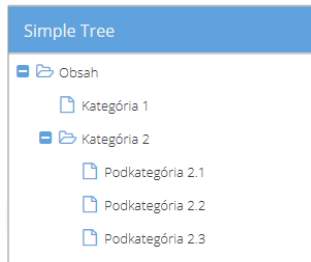 Simple Tree
Obsah
Kategória 1
Kategória 2
Podkategória 2.1
Podkategória 2.2
Podkategória 2.3